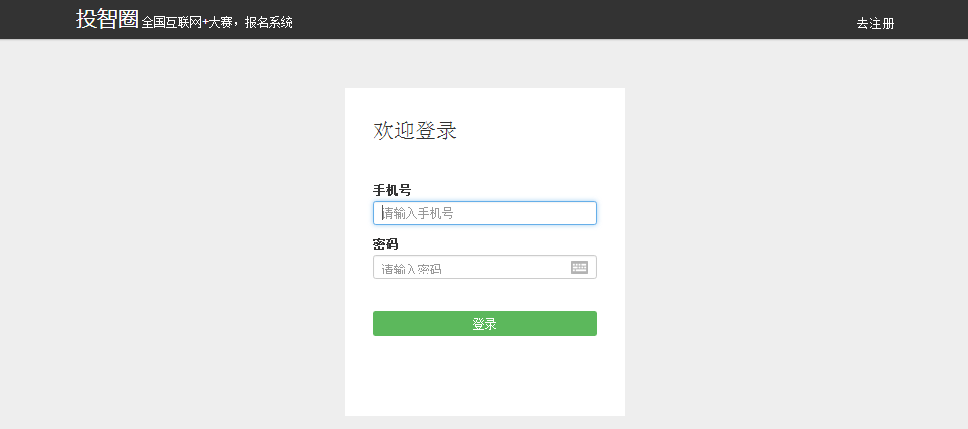 投智圈 全国互联网+大赛，报名系统
去注册
欢迎登录
手机号
请输入手机号
密码
请输入密码
登录